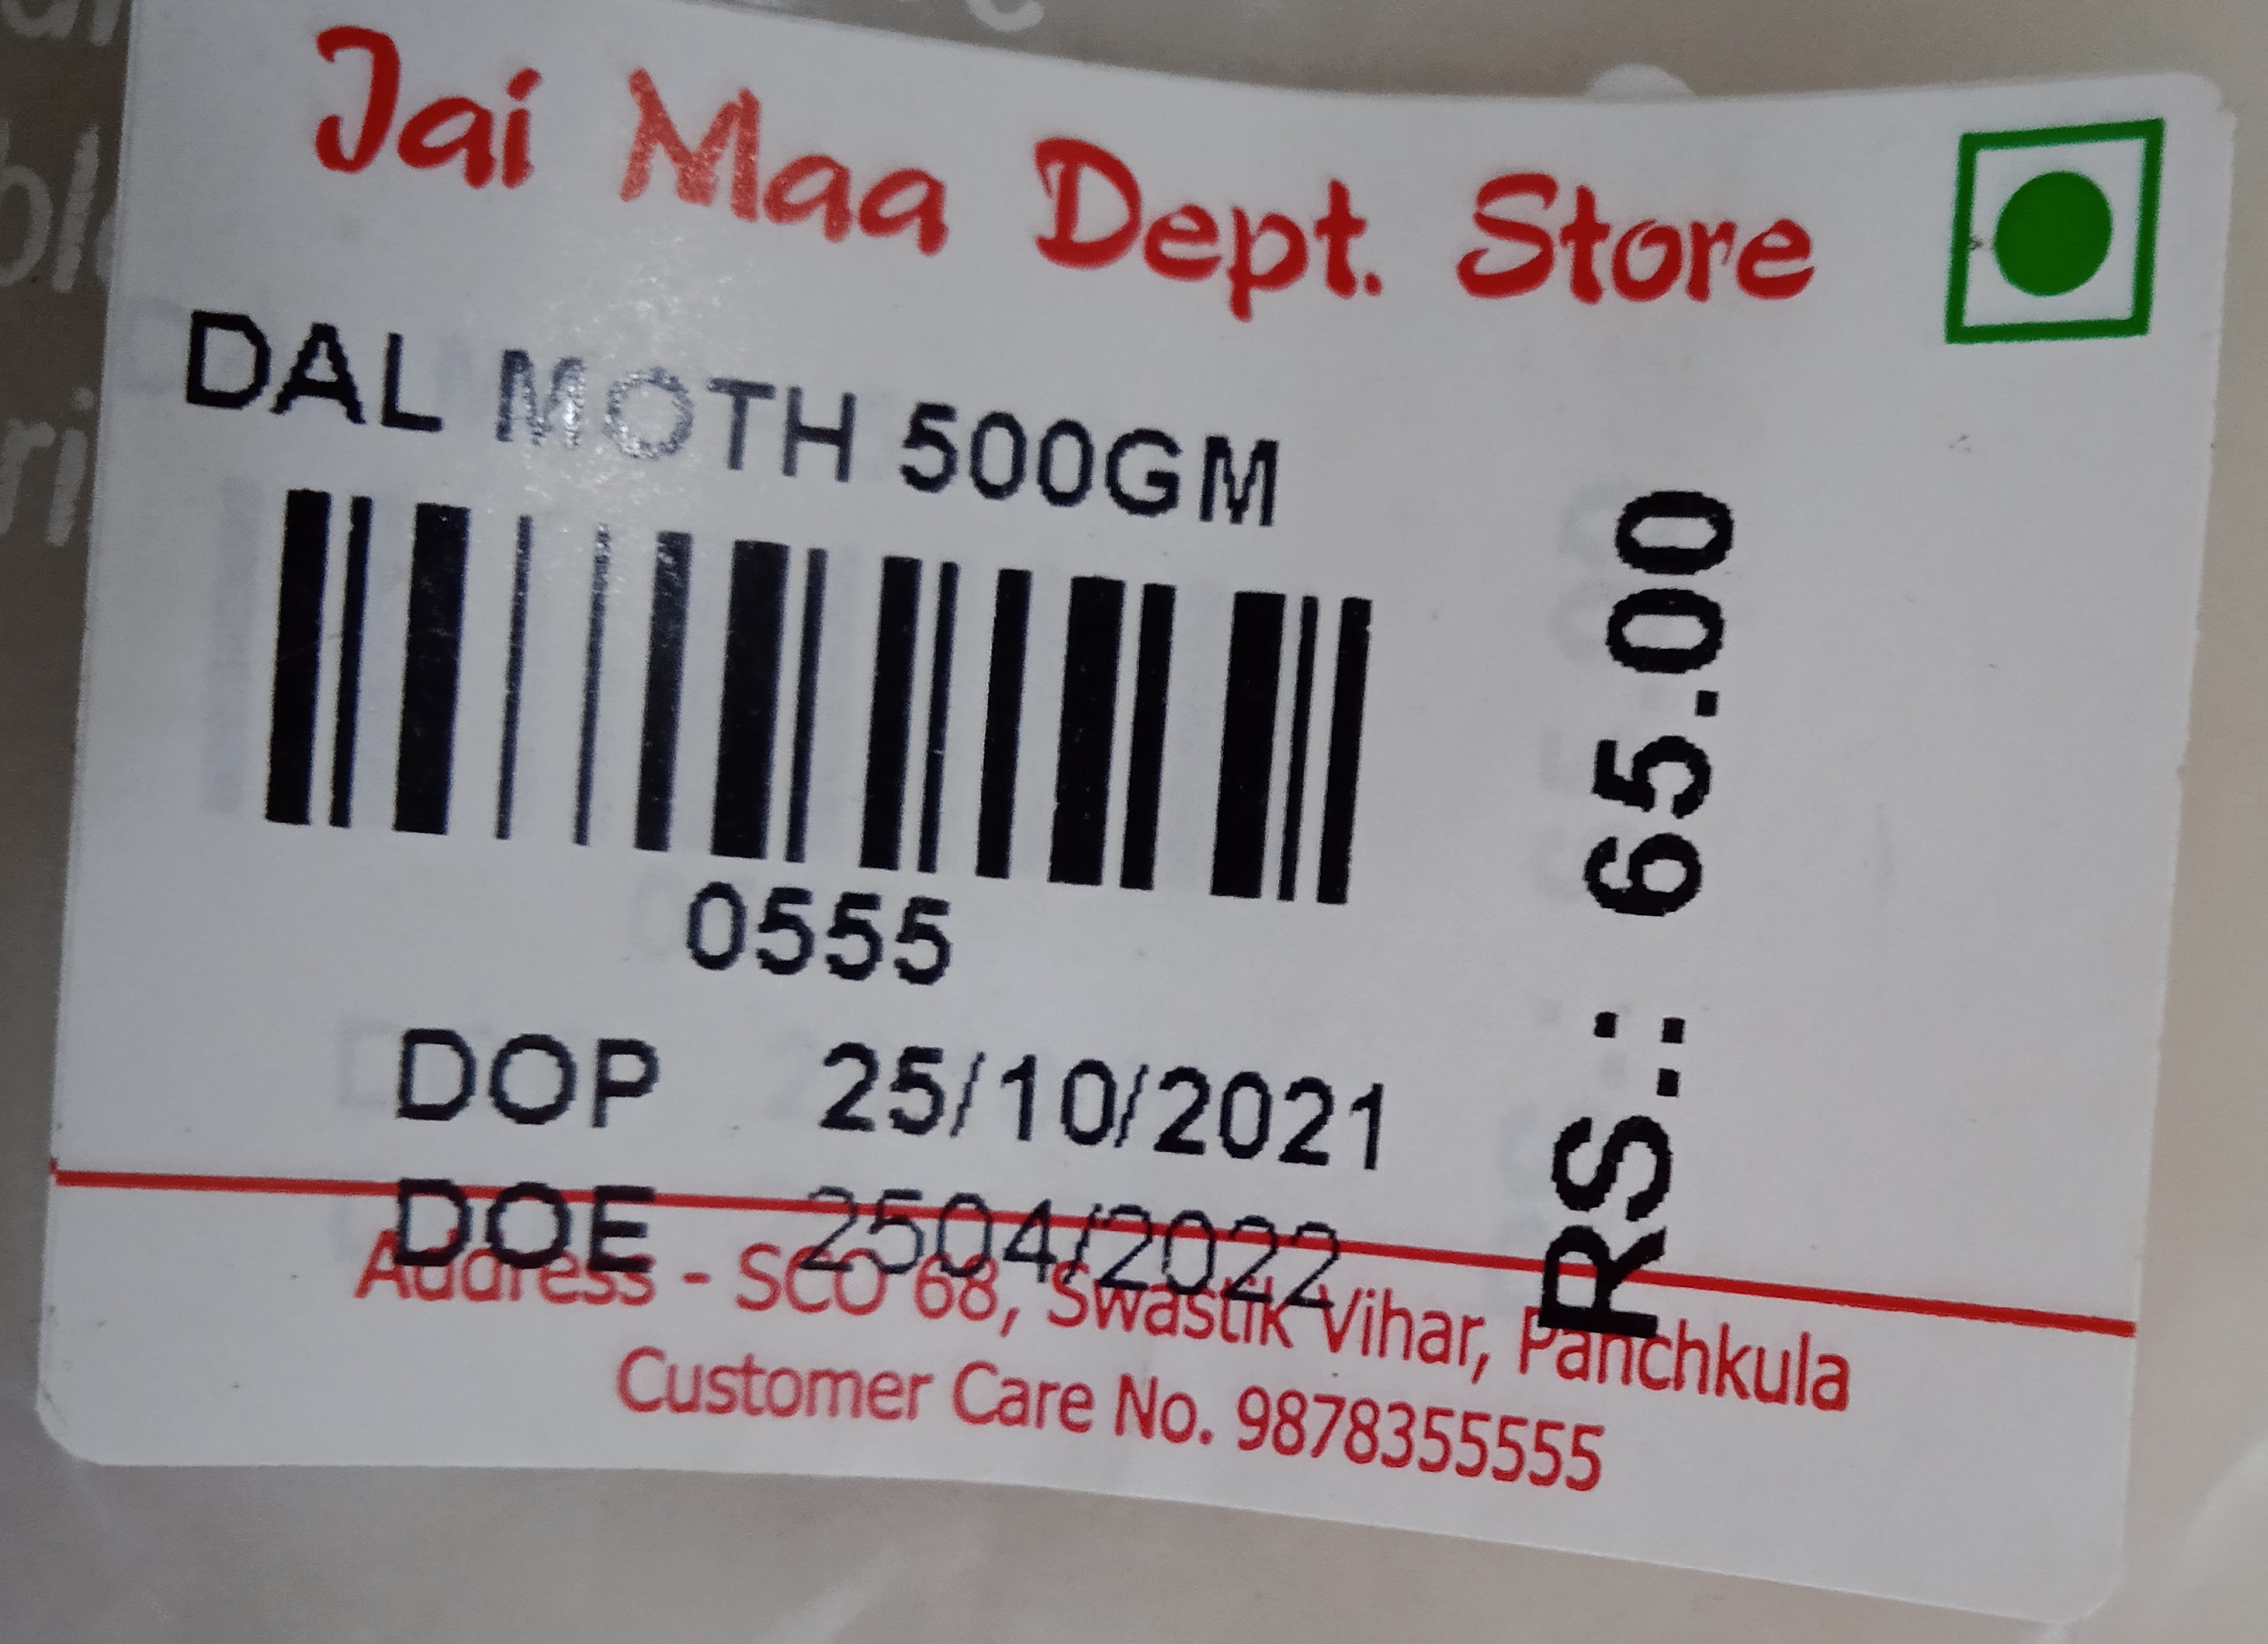 Jai Maa Dept. Store
DAL MOTH 500GM
0555
RS.: 65.00
DOP 25/10/2021
DOE 2504/2022
Address - SCO 68, Swastik Vihar, Panchkula
Customer Care No. 9878355555